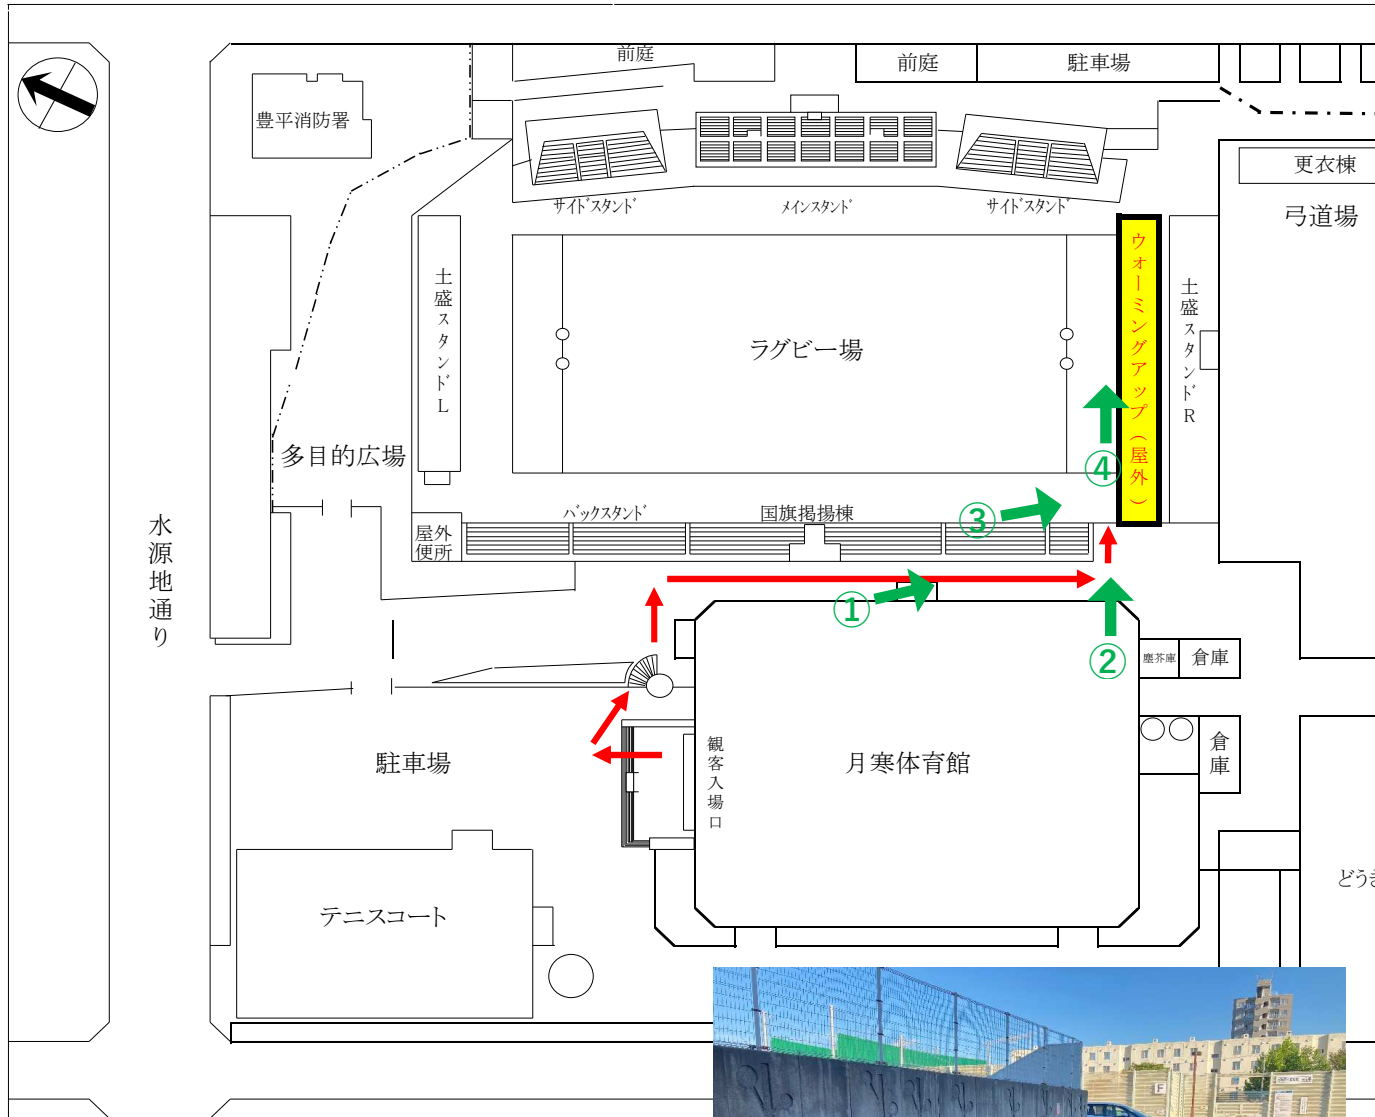 前庭
前庭
駐車場
豊平消防署
更衣棟
弓道場
サイドスタンド
メインスタンド
サイドスタンド
土盛スタンドL
ラグビー場
ウォーミングアップ（屋外）
土盛スタンドR
多目的広場
④
バックスタンド
国旗掲揚棟
③
屋外
便所
水源地通り
①
②
塵芥庫
倉庫
観客入場口
月寒体育館
倉庫
駐車場
テニスコート
どうき
F